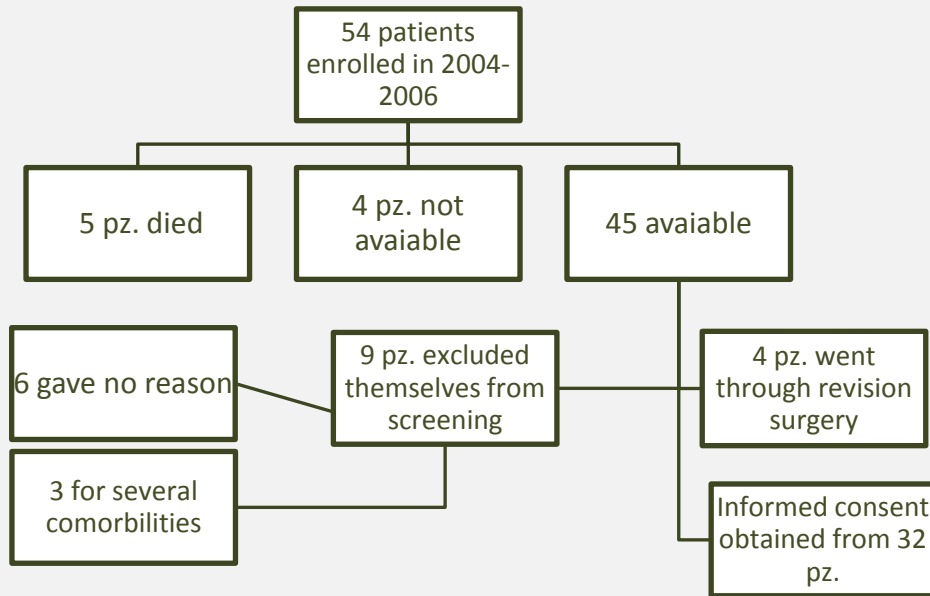 54 patients
enrolled in 2004-
2006
5 pz. died
4 pz. not
avaiable
45 avaiable
6 gave no reason
9 pz. excluded
themselves from
screening
4 pz. went
through revision
surgery
3 for several
comorbilities
Informed consent
obtained from 32
pz.